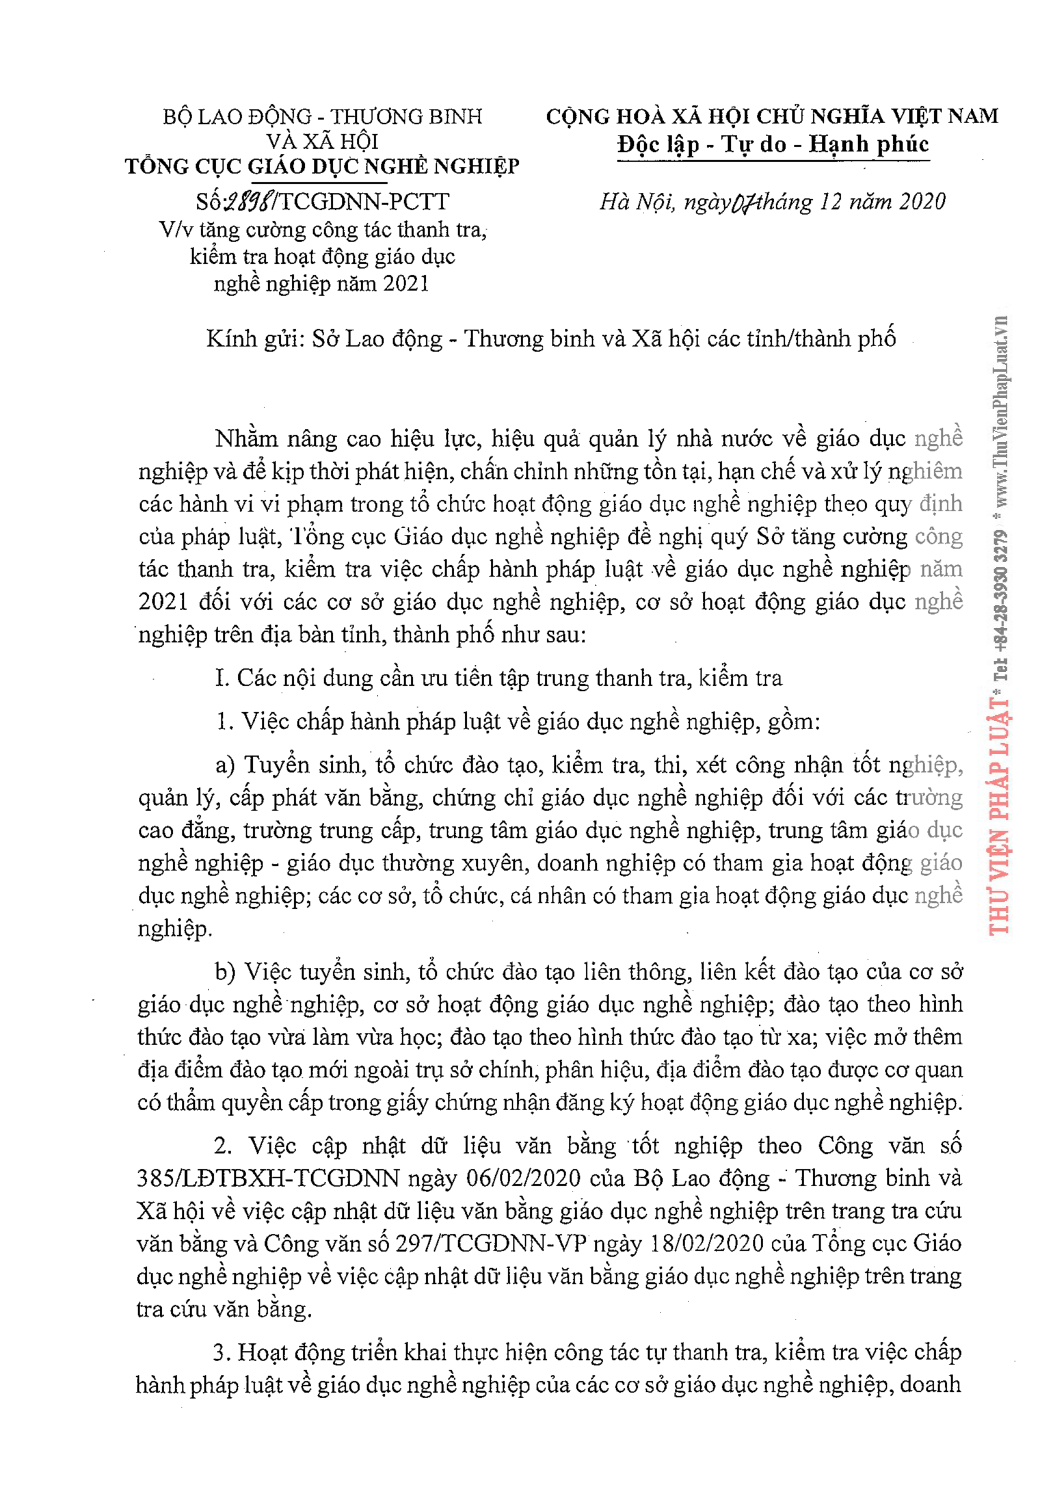 BỘ LAO ĐỘNG - THƯƠNG BINH
VÀ XÃ HỘI
TỔNG CỤC GIÁO DỤC NGHỀ NGHIỆP
Số:2898/TCGDNN-PCTT
V/v tăng cường công tác thanh tra,
kiểm tra hoạt động giáo dục
nghề nghiệp năm 2021
CỘNG HOÀ XÃ HỘI CHỦ NGHĨA VIỆT NAM
Độc lập - Tự do - Hạnh phúc
Hà Nội, ngày 07 tháng 12 năm 2020
Kính gửi: Sở Lao động - Thương binh và Xã hội các tỉnh/thành phố
Nhằm nâng cao hiệu lực, hiệu quả quản lý nhà nước về giáo dục nghề
nghiệp và để kịp thời phát hiện, chấn chỉnh những tồn tại, hạn chế và xử lý nghiêm
các hành vi vi phạm trong tổ chức hoạt động giáo dục nghề nghiệp theo quy định
của pháp luật, Tổng cục Giáo dục nghề nghiệp đề nghị quý Sở tăng cường công
tác thanh tra, kiểm tra việc chấp hành pháp luật về giáo dục nghề nghiệp năm
2021 đối với các cơ sở giáo dục nghề nghiệp, cơ sở hoạt động giáo dục nghề
nghiệp trên địa bàn tỉnh, thành phố như sau:
I. Các nội dung cần ưu tiên tập trung thanh tra, kiểm tra
1. Việc chấp hành pháp luật về giáo dục nghề nghiệp, gồm:
a) Tuyển sinh, tổ chức đào tạo, kiểm tra, thi, xét công nhận tốt nghiệp,
quản lý, cấp phát văn bằng, chứng chỉ giáo dục nghề nghiệp đối với các trường
cao đẳng, trường trung cấp, trung tâm giáo dục nghề nghiệp, trung tâm giáo dục
nghề nghiệp - giáo dục thường xuyên, doanh nghiệp có tham gia hoạt động giáo
dục nghề nghiệp; các cơ sở, tổ chức, cá nhân có tham gia hoạt động giáo dục nghề
nghiệp.
b) Việc tuyển sinh, tổ chức đào tạo liên thông, liên kết đào tạo của cơ sở
giáo dục nghề nghiệp, cơ sở hoạt động giáo dục nghề nghiệp; đào tạo theo hình
thức đào tạo vừa làm vừa học; đào tạo theo hình thức đào tạo từ xa; việc mở thêm
địa điểm đào tạo mới ngoài trụ sở chính, phân hiệu, địa điểm đào tạo được cơ quan
có thẩm quyền cấp trong giấy chứng nhận đăng ký hoạt động giáo dục nghề nghiệp.
2. Việc cập nhật dữ liệu văn bằng tốt nghiệp theo Công văn số
385/LĐTBXH-TCGDNN ngày 06/02/2020 của Bộ Lao động - Thương binh và
Xã hội về việc cập nhật dữ liệu văn bằng giáo dục nghề nghiệp trên trang tra cứu
văn bằng và Công văn số 297/TCGDNN-VP ngày 18/02/2020 của Tổng cục Giáo
dục nghề nghiệp về việc cập nhật dữ liệu văn bằng giáo dục nghề nghiệp trên trang
tra cứu văn bằng.
3. Hoạt động triển khai thực hiện công tác tự thanh tra, kiểm tra việc chấp
hành pháp luật về giáo dục nghề nghiệp của các cơ sở giáo dục nghề nghiệp, doanh
THƯ VIỆN PHÁP LUẬT * Tel: +84-28-3930 3279 * www.ThuVienPhapLuat.vn